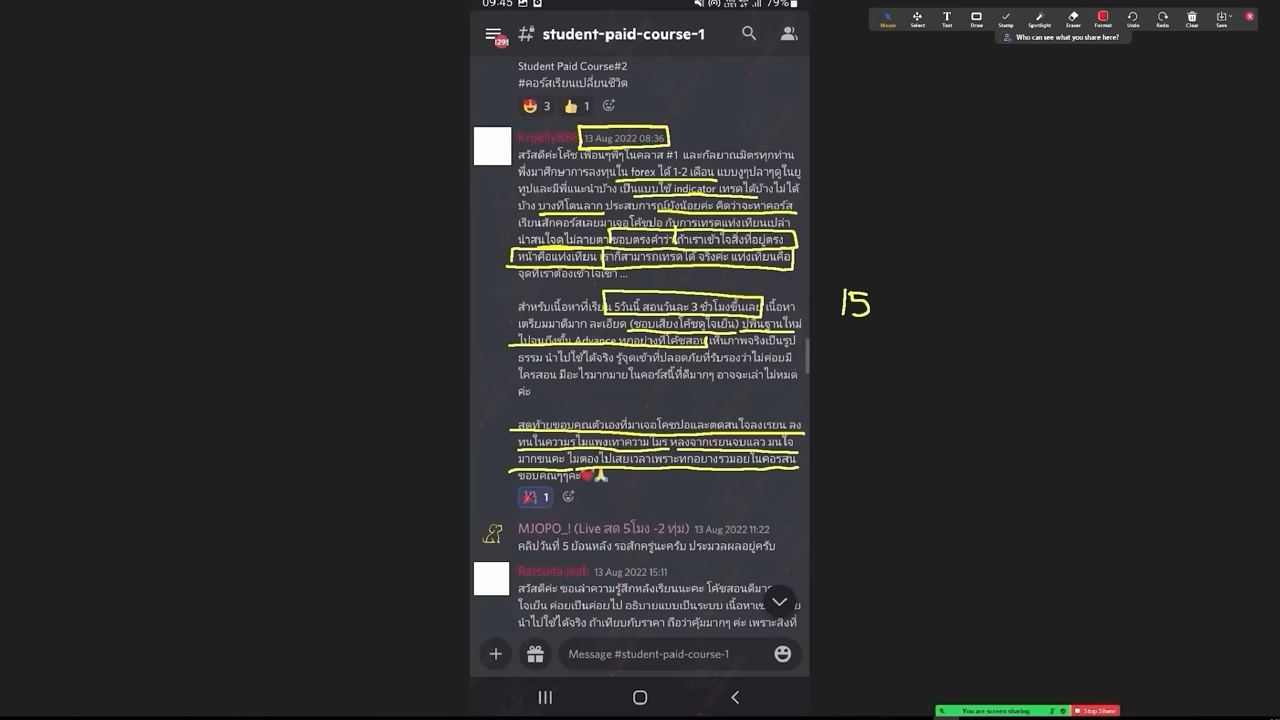 09:45
79%
Mouse Select Text Draw Stamp Spotlight Eraser Format Undo Redo Clear Save
Who can see what you share here?
student-paid-course-1
Student Paid Course#2
#คอร์สเรียนเปลี่ยนชีวิต
3 1
13 Aug 2022 08:36
สวัสดีค่ะโค้ช เพื่อนๆพี่ๆในคลาส #1 และกัลยาณมิตรทุกท่าน
พึ่งมาศึกษาการลงทุนใน forex ได้ 1-2 เดือน แบบงูๆปลาๆดูในยู
ทูปและมีพี่แนะนำบ้าง เป็นแบบใช้ indicator เทรดได้บ้างไม่ได้
บ้าง บางทีโดนลาก ประสบการณ์ยังน้อยค่ะ คิดว่าจะหาคอร์ส
เรียนสักคอร์สเลยมาเจอโค้ชปอ กับการเทรดแท่งเทียนเปล่า
น่าสนใจดูไม่ลายตา ชอบตรงคำว่า ถ้าเราเข้าใจสิ่งที่อยู่ตรง
หน้าคือแท่งเทียน เราก็สามารถเทรดได้ จริงค่ะ แท่งเทียนคือ
จุดที่เราต้องเข้าใจเขา ...
สำหรับเนื้อหาที่เรียน 5วันนี้ สอนวันละ 3 ชั่วโมงขึ้นเลย เนื้อหา
เตรียมมาดีมาก ละเอียด (ชอบเสียงโค้ชดูใจเย็น) ปูพื้นฐานใหม่
ไปจนถึงขั้น Advance ทุกอย่างที่โค้ชสอน เห็นภาพจริงเป็นรูป
ธรรม นำไปใช้ได้จริง รู้จุดเข้าที่ปลอดภัยที่รับรองว่าไม่ค่อยมี
ใครสอน มีอะไรมากมายในคอร์สนี้ที่ดีมากๆ อาจจะเล่าไม่หมด
ค่ะ
สุดท้ายขอบคุณตัวเองที่มาเจอโค้ชปอและตัดสินใจลงเรียน ลง
ทุนในความรู้ไม่แพงเท่าความไม่รู้ หลังจากเรียนจบแล้ว มั่นใจ
มากขึ้นค่ะ ไม่ต้องไปเสียเวลาเพราะทุกอย่างรวมอยู่ในคอร์สนี้
ขอบคุณๆๆค่ะ
1
MJOPO_! (Live สด 5โมง -2 ทุ่ม) 13 Aug 2022 11:22
คลิปวันที่ 5 ย้อนหลัง รอสักครู่นะครับ ประมวลผลอยู่ครับ
13 Aug 2022 15:11
สวัสดีค่ะ ขอเล่าความรู้สึกหลังเรียนนะคะ โค้ชสอนดีมาก
ใจเย็น ค่อยเป็นค่อยไป อธิบายแบบเป็นระบบ
นำไปใช้ได้จริง ถ้าเทียบกับราคา ถือว่าคุ้มมากๆ ค่ะ เพราะสิ่งที่
Message #student-paid-course-1
15
You are screen sharing Stop Share